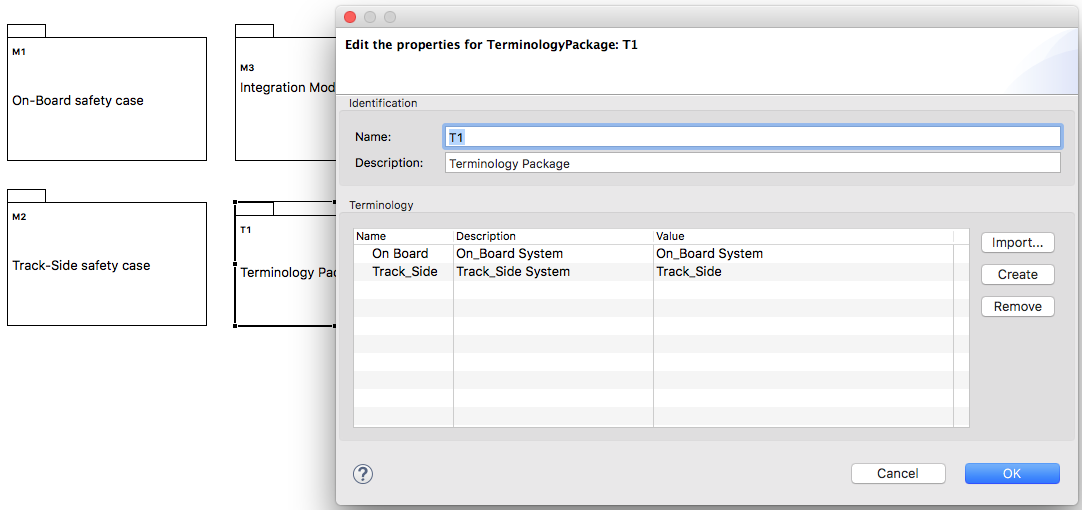 M1
On-Board safety case
M3
Integration Mod
M2
Track-Side safety case
T1
Terminology Pac
Edit the properties for TerminologyPackage: T1
Identification
Name:
T1
Description:
Terminology Package
Terminology
Name Description Value
On Board On_Board System On_Board System
Track_Side Track_Side System Track_Side
Import...
Create
Remove
?
Cancel
OK